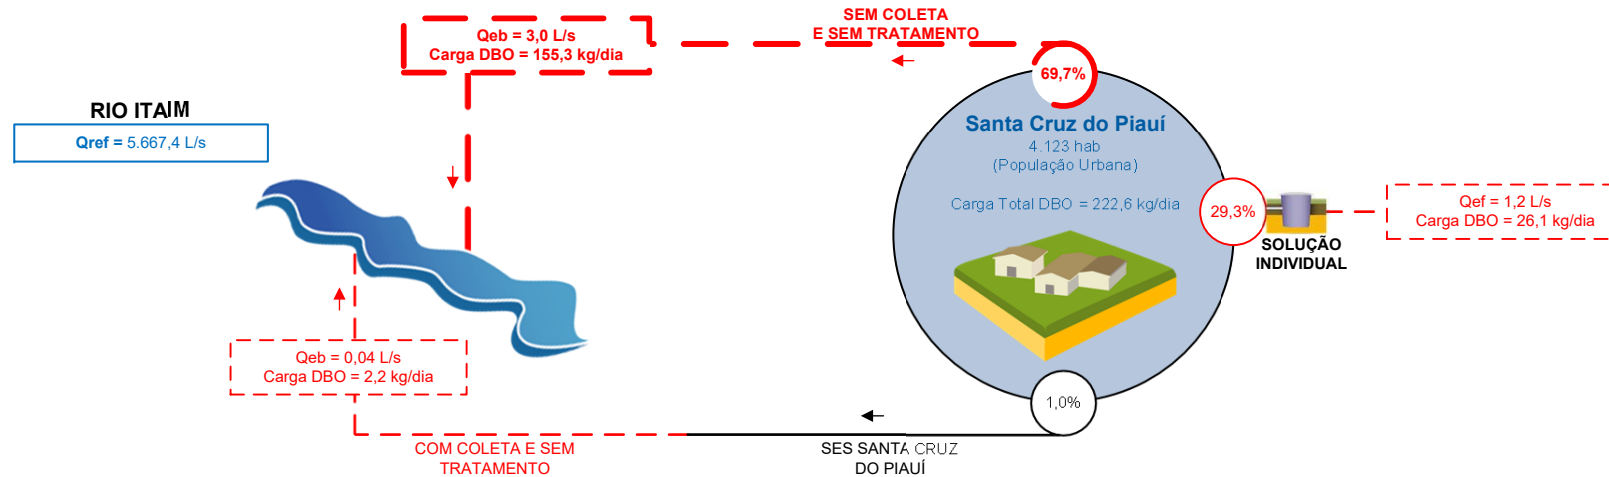 SEM COLETA
E SEM TRATAMENTO
Qeb = 3,0 L/s
Carga DBO = 155,3 kg/dia
69,7%
RIO ITAIM
Qref = 5.667,4 L/s
Santa Cruz do Piauí
4.123 hab
(População Urbana)
Carga Total DBO = 222,6 kg/dia
29,3%
SOLUÇÃO
INDIVIDUAL
Qef = 1,2 L/s
Carga DBO = 26,1 kg/dia
Qeb = 0,04 L/s
Carga DBO = 2,2 kg/dia
1,0%
COM COLETA E SEM
TRATAMENTO
SES SANTA CRUZ
DO PIAUÍ